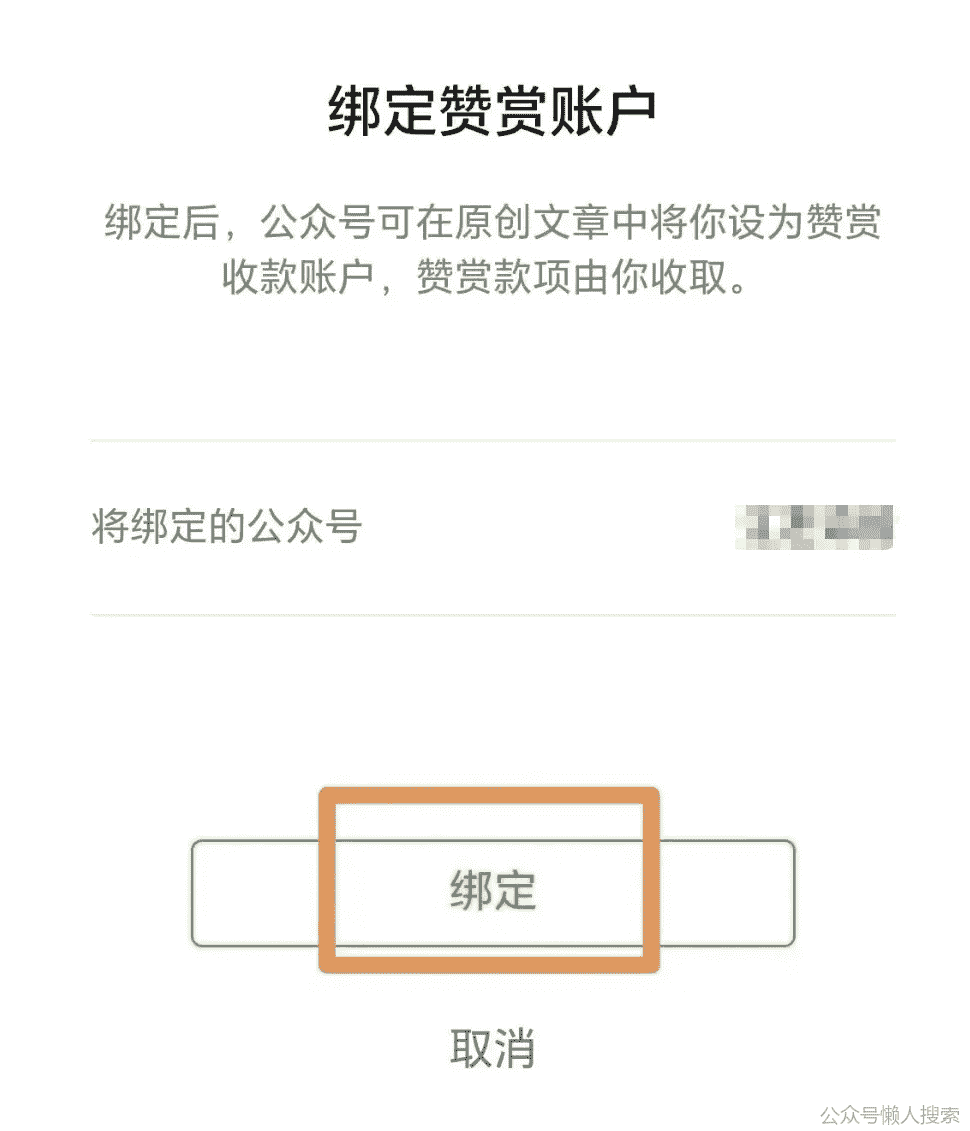 绑定赞赏账户
绑定后，公众号可在原创文章中将你设为赞赏
收款账户，赞赏款项由你收取。
将绑定的公众号
绑定
取消
公众号懒人搜索